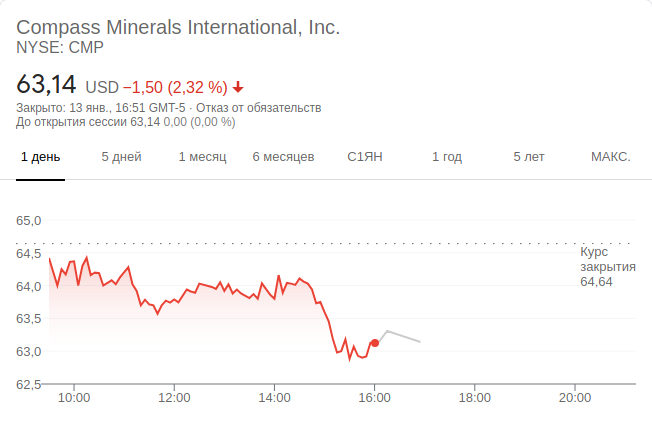 Compass Minerals International, Inc.
NYSE: CMP
63,14 USD −1,50 (2,32 %)
Закрыто: 13 янв., 16:51 GMT-5 · Отказ от обязательств
До открытия сессии 63,14 0,00 (0,00 %)
1 день 5 дней 1 месяц 6 месяцев С1ЯН 1 год 5 лет МАКС.
65,0
64,5
64,0
63,5
63,0
62,5
Курс
закрытия
64,64
10:00 12:00 14:00 16:00 18:00 20:00